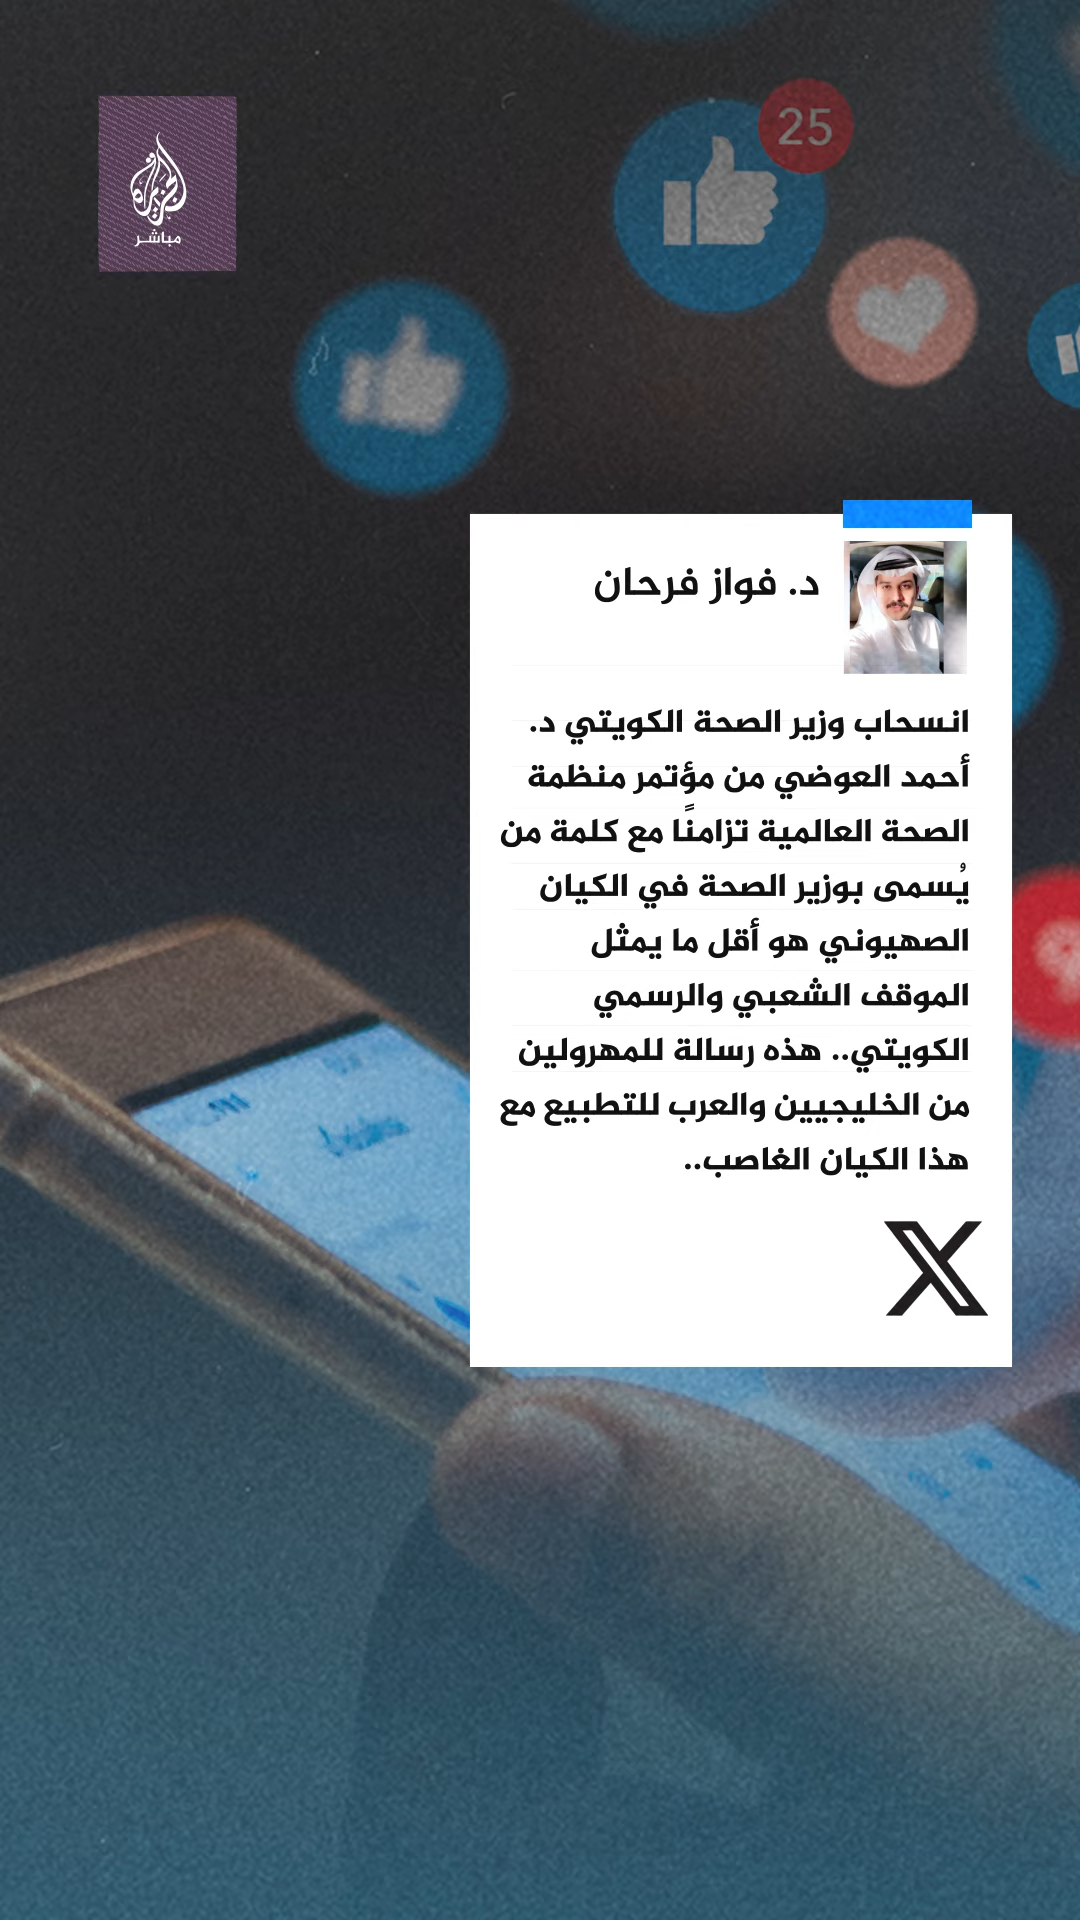 الجزيرة
مباشر
25
د. فواز فرحان
انسحاب وزير الصحة الكويتي د.
أحمد العوضي من مؤتمر منظمة
الصحة العالمية تزامنًا مع كلمة من
يُسمى بوزير الصحة في الكيان
الصهيوني هو أقل ما يمثل
الموقف الشعبي والرسمي
الكويتي.. هذه رسالة للمهرولين
من الخليجيين والعرب للتطبيع مع
هذا الكيان الغاصب..
X